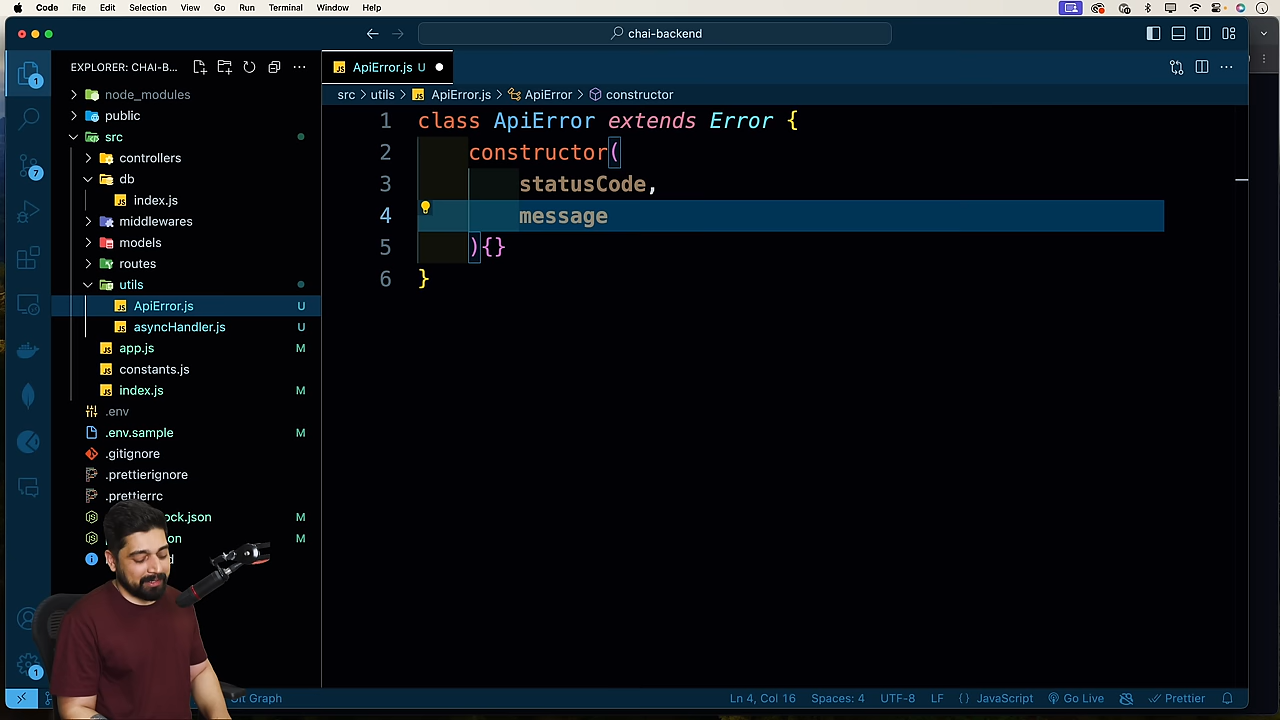 Code File Edit Selection View Go Run Terminal Window Help
chai-backend
EXPLORER: CHAI-B...
ApiError.js U
src > utils > ApiError.js > ApiError > constructor
node_modules
public
src
controllers
db
index.js
middlewares
models
routes
utils
ApiError.js U
asyncHandler.js U
app.js M
constants.js
index.js M
.env
.env.sample M
.gitignore
.prettierignore
.prettierrc
ock.json M
on M
1 class ApiError extends Error {
2 constructor(
3 statusCode,
4 message
5 ){}
6 }
1
7
1
Git Graph
Ln 4, Col 16 Spaces: 4 UTF-8 LF {} JavaScript Go Live Prettier